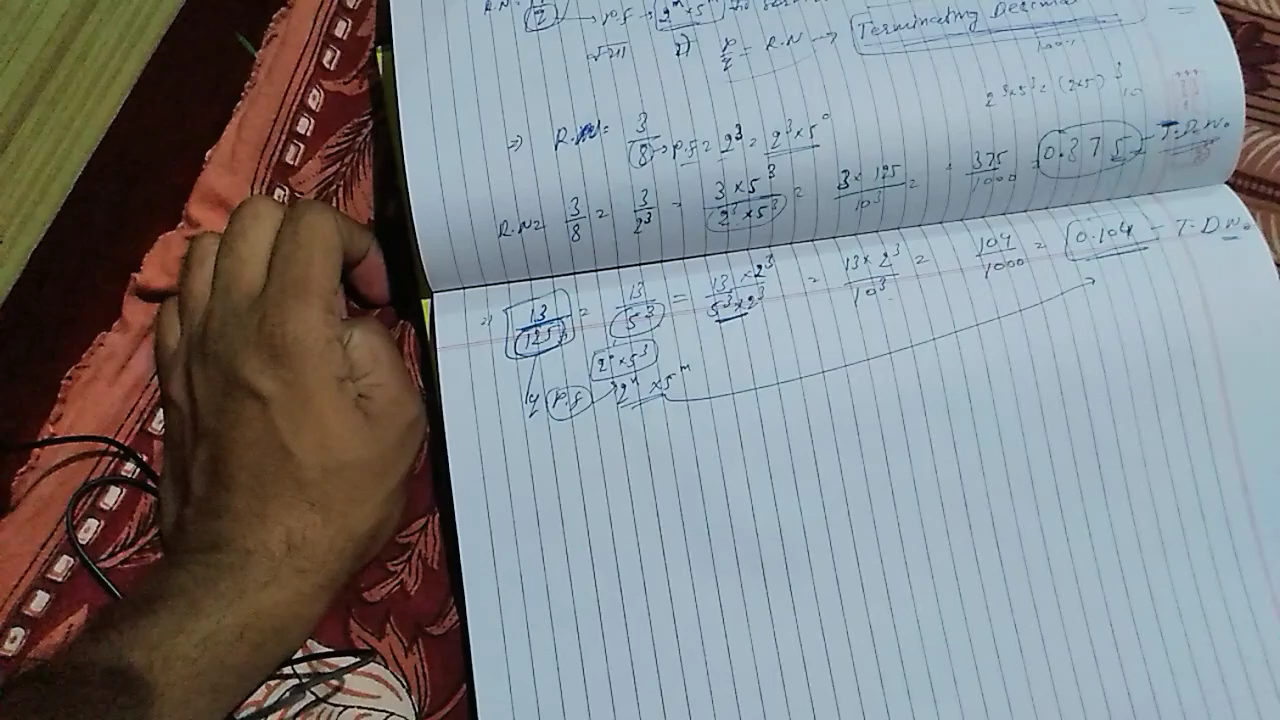 R.N = p/q → p.f → 2^n × 5^m
p/q = R.N → Terminating Decimal
2^3×5^3 = (2×5)^3
⇒ R.N = 3/8 → p.f = 2^3 = 2^3 × 5^0
R.N = 3/8 = 3/2^3 = 3 × 5^3/2^3 × 5^3 = 3 × 125/10^3 = = 375/1000 = 0.375 - T.D.N.
⇒ 13/125 = 13/5^3 = 13 × 2^3/5^3 × 2^3 = 13 × 2^3/10^3 = 104/1000 = 0.104 - T.D.N.
2^0 × 5^3
q p.f → 2^n × 5^m